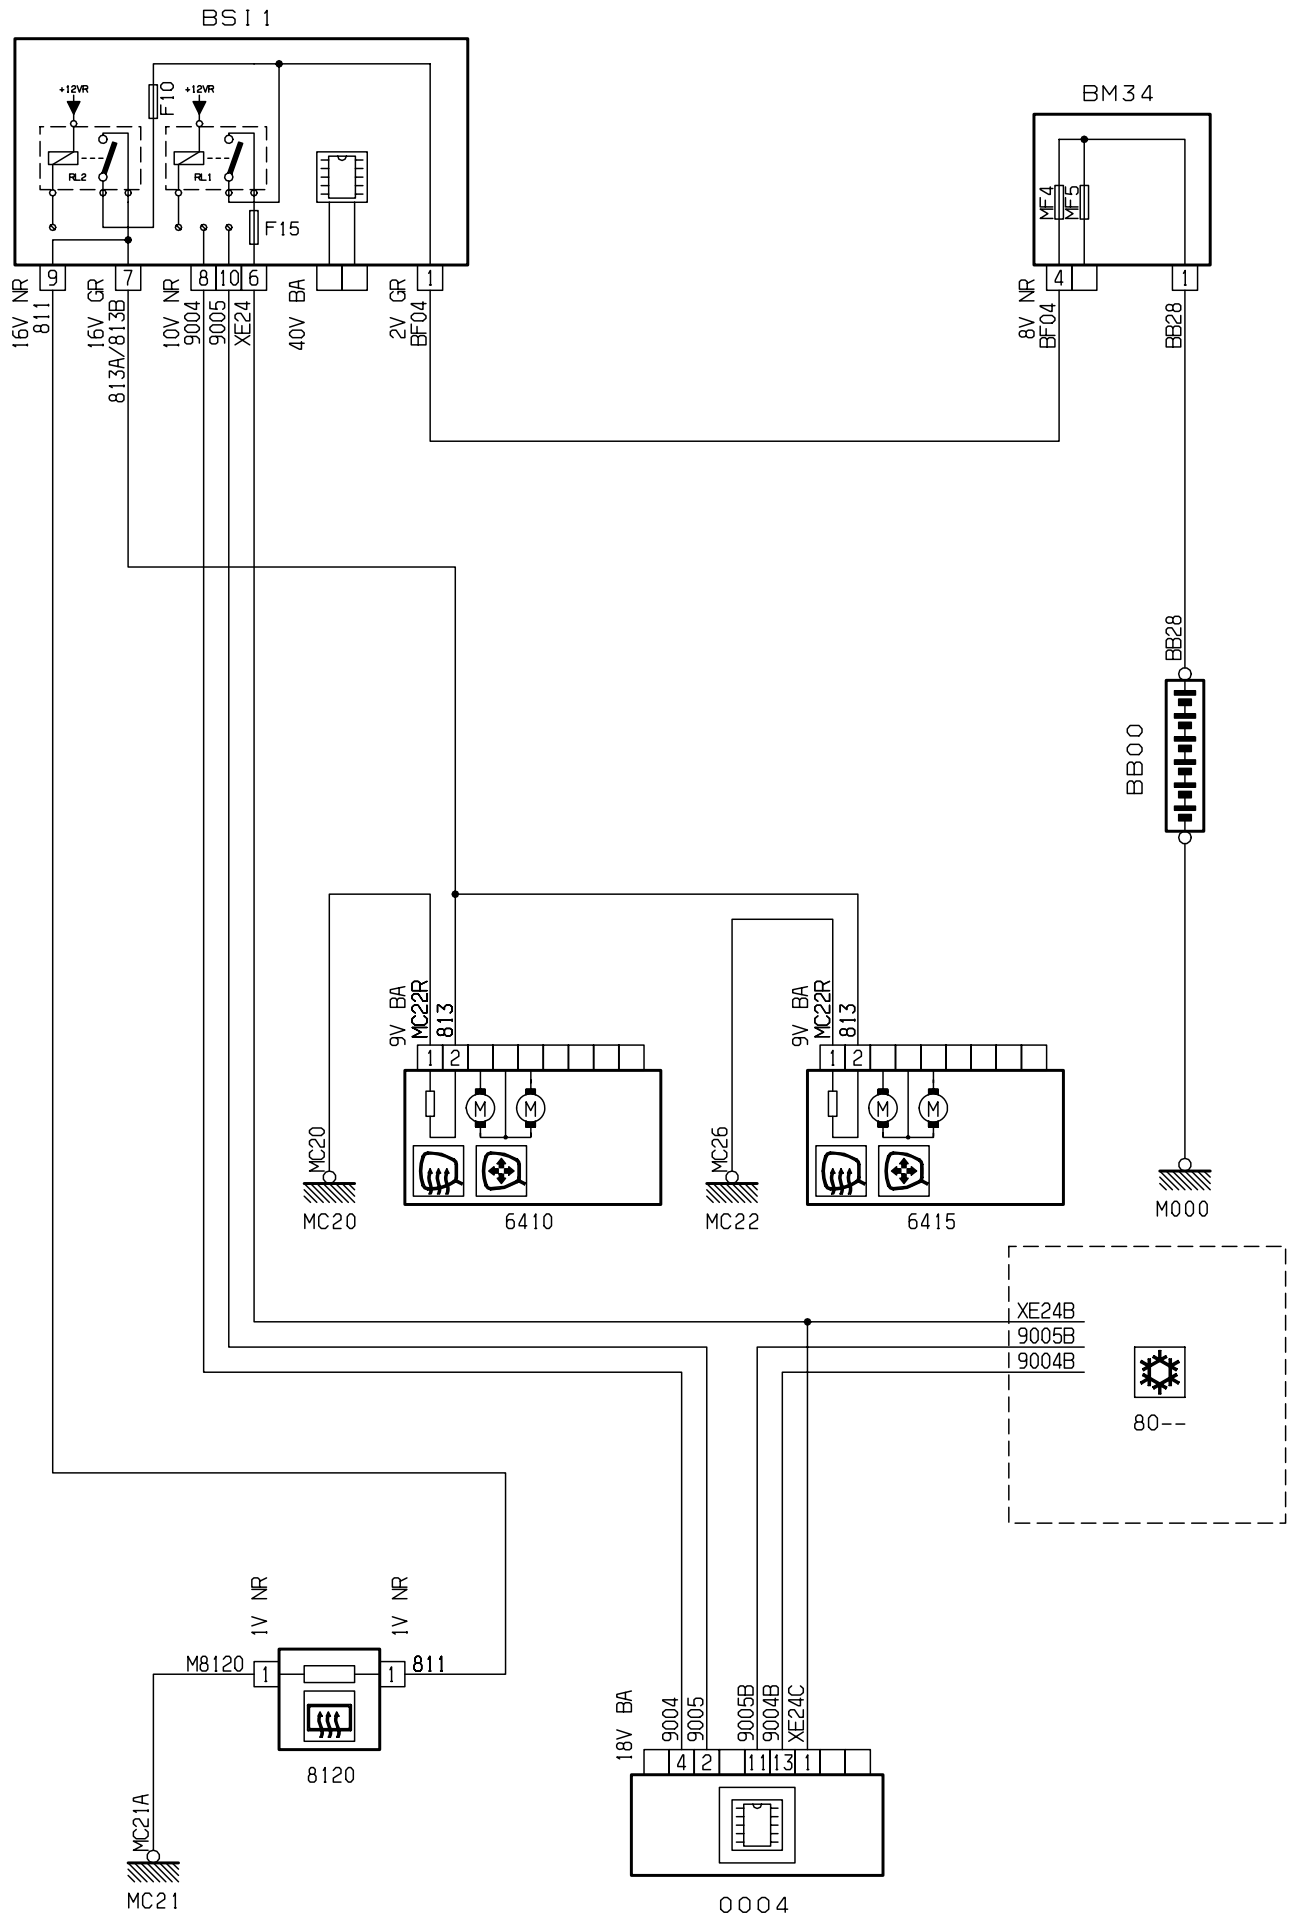 BSI1
BM34
+12VR
F10
+12VR
RL2
RL1
F15
MF4
MF5
9
7
8
10
6
1
4
1
16V NR
811
16V GR
813A/813B
10V NR
9004
9005
XE24
40V BA
2V GR
BF04
8V NR
BF04
BB28
BB28
BB00
9V BA
MC22R
813
9V BA
MC22R
813
1
2
1
2
M
M
M
M
MC20
MC26
MC20
6410
MC22
6415
M000
XE24B
9005B
9004B
80--
1V NR
1V NR
M8120
1
1
811
8120
MC21A
MC21
18V BA
9004
9005
9005B
9004B
XE24C
4
2
11
13
1
0004